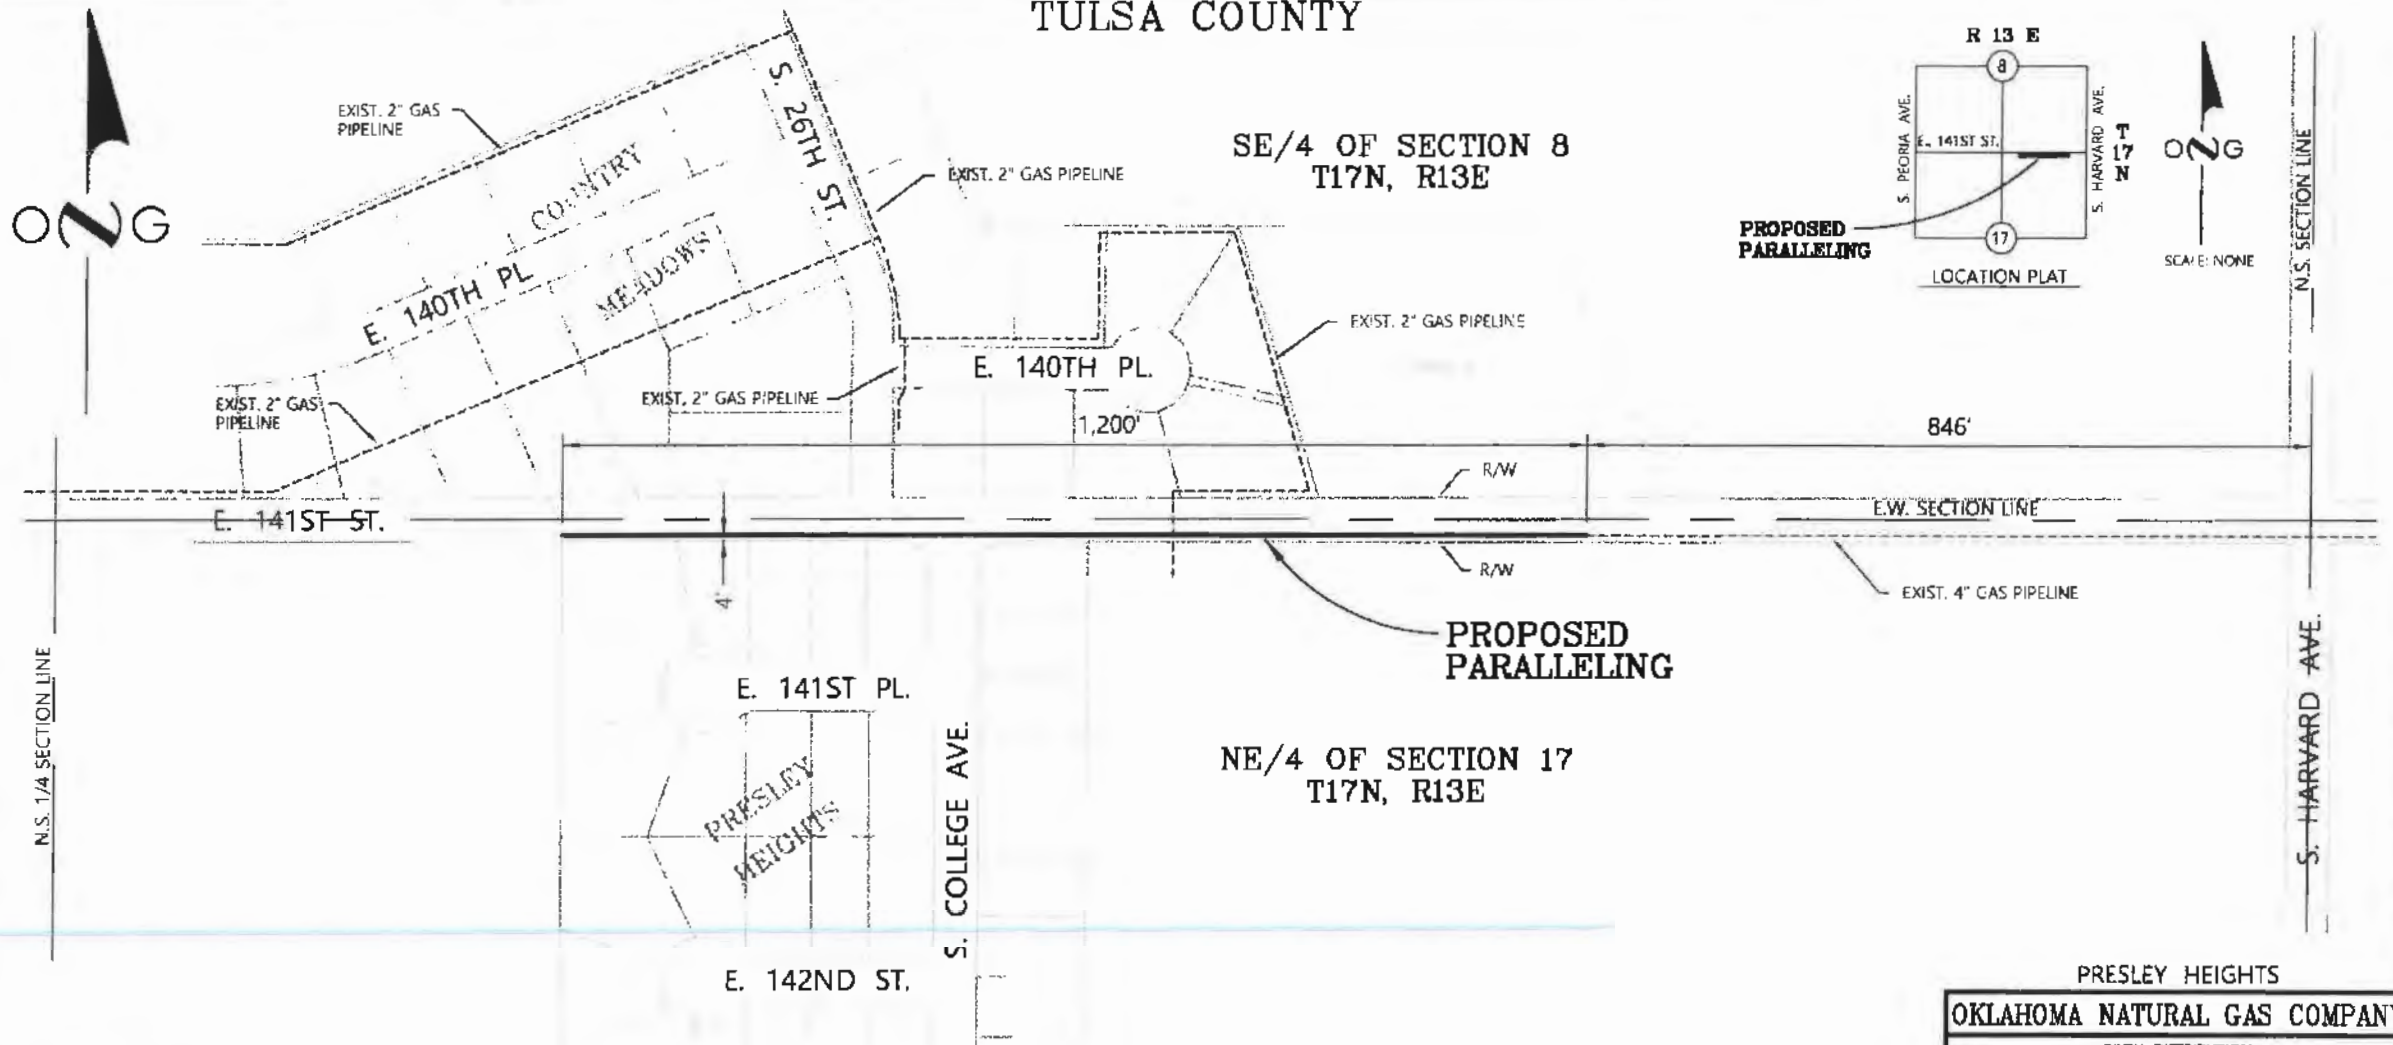 TULSA COUNTY
R 13 E
8
S. PEORIA AVE.
E. 141ST ST.
S. HARVARD AVE.
T
17
N
17
PROPOSED
PARALLELING
LOCATION PLAT
ONG
SCALE: NONE
ONG
EXIST. 2" GAS
PIPELINE
S. 26TH ST.
SE/4 OF SECTION 8
T17N, R13E
EXIST. 2" GAS PIPELINE
COUNTRY
MEADOWS
E. 140TH PL
N.S. SECTION LINE
EXIST. 2" GAS PIPELINE
E. 140TH PL.
EXIST. 2" GAS PIPELINE
EXIST. 2" GAS
PIPELINE
1,200'
846'
R/W
E.W. SECTION LINE
E. 141ST ST.
R/W
EXIST. 4" GAS PIPELINE
4'
PROPOSED
PARALLELING
N.S. 1/4 SECTION LINE
E. 141ST PL.
S. HARVARD AVE.
NE/4 OF SECTION 17
T17N, R13E
PRESLEY
HEIGHTS
S. COLLEGE AVE.
E. 142ND ST.
PRESLEY HEIGHTS
OKLAHOMA NATURAL GAS COMPANY